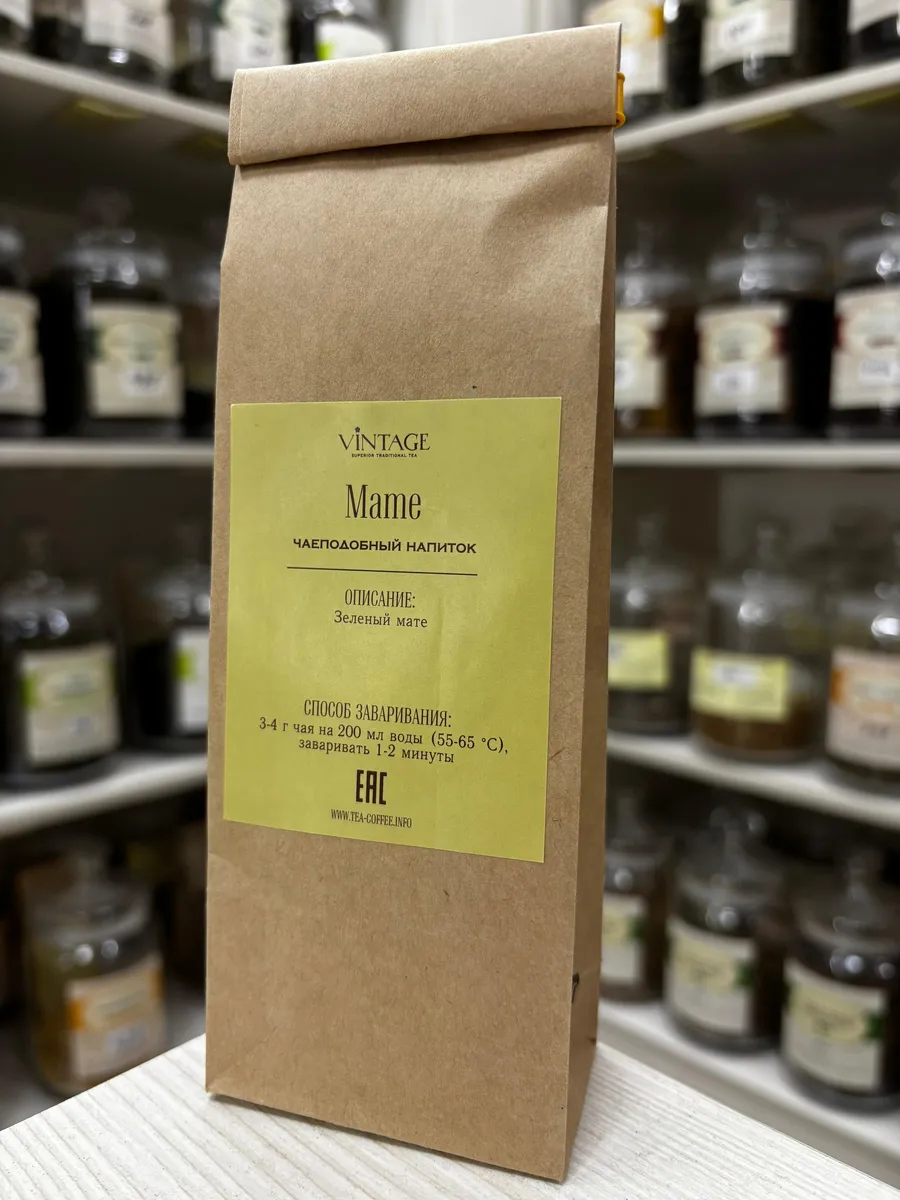 VINTAGE
SUPERIOR TRADITIONAL TEA
Мате
ЧАЕПОДОБНЫЙ НАПИТОК
ОПИСАНИЕ:
Зеленый мате
СПОСОБ ЗАВАРИВАНИЯ:
3-4 г чая на 200 мл воды (55-65 °C),
заваривать 1-2 минуты
EAC
WWW.TEA-COFFEE.INFO